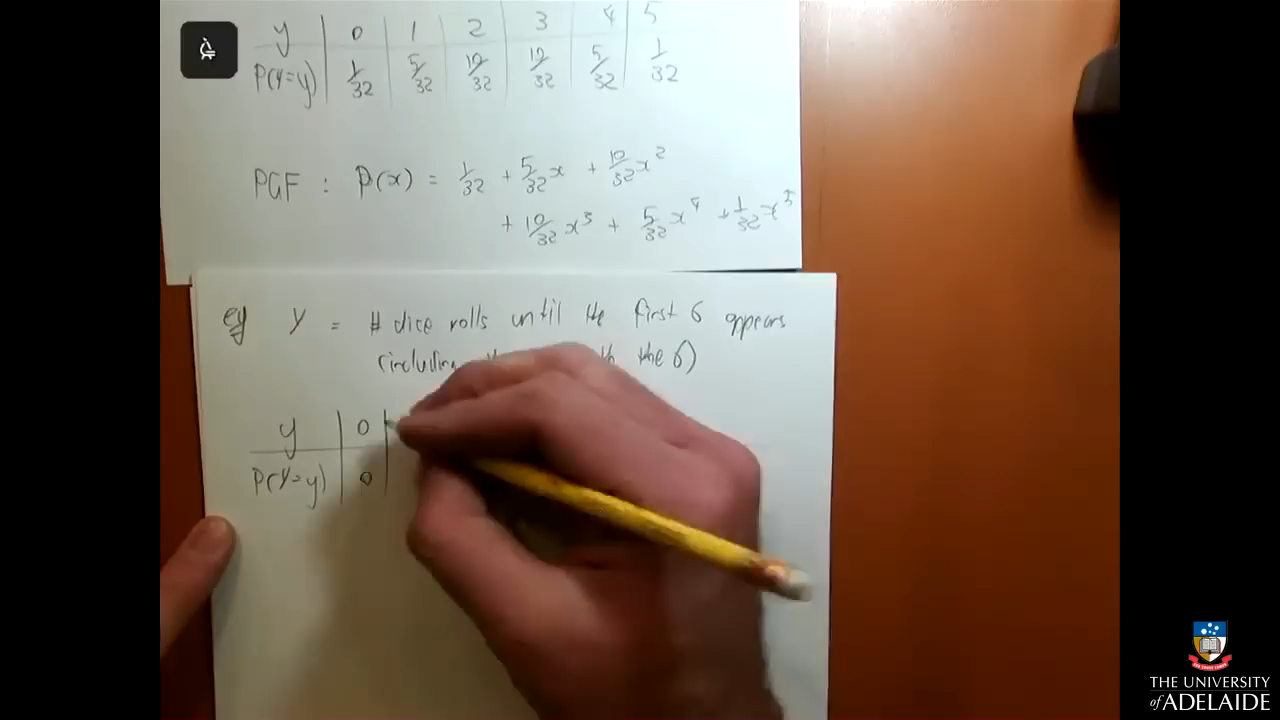 y 0 1 2 3 4 5
P(Y=y) 1/32 5/32 10/32 10/32 5/32 1/32
PGF : P(x) = 1/32 + 5/32 x + 10/32 x²
+ 10/32 x³ + 5/32 x⁴ + 1/32 x⁵
eg Y = # dice rolls until the first 6 appears
(including the 6)
y 0
P(Y=y) 0
THE UNIVERSITY
of ADELAIDE